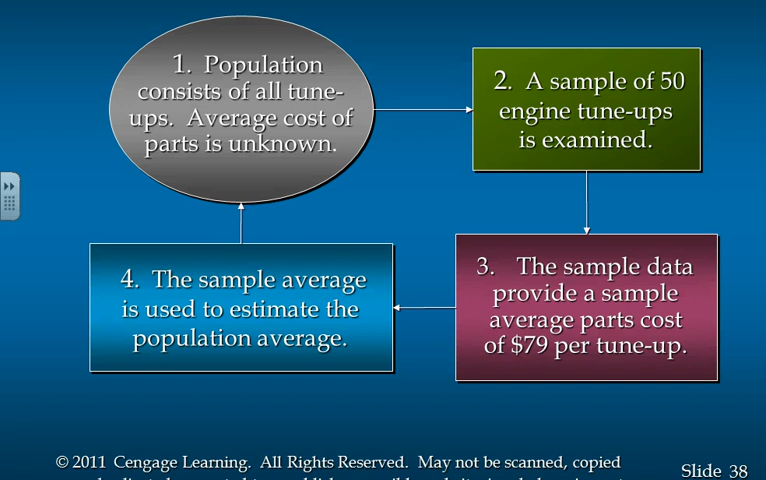 1. Population
consists of all tune-
ups. Average cost of
parts is unknown.
2. A sample of 50
engine tune-ups
is examined.
3. The sample data
provide a sample
average parts cost
of $79 per tune-up.
4. The sample average
is used to estimate the
population average.
© 2011 Cengage Learning. All Rights Reserved. May not be scanned, copied
Slide 38